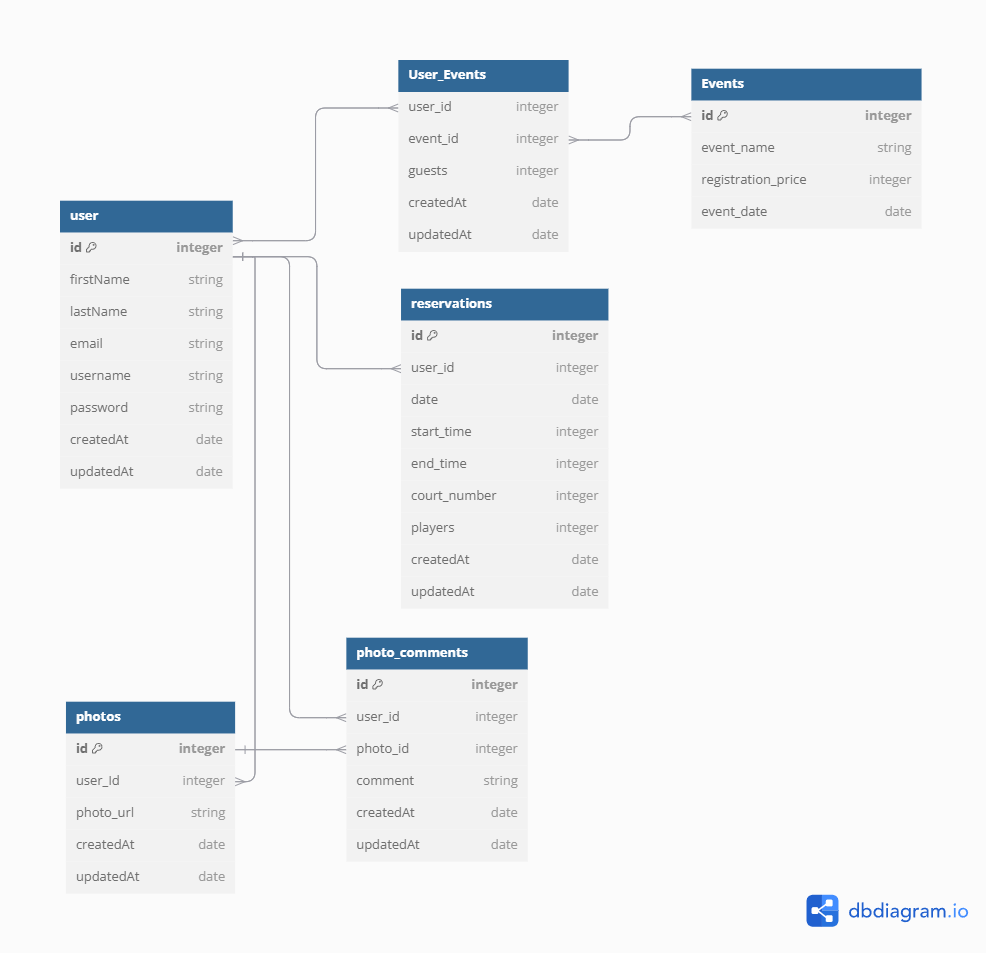 User_Events
user_id integer
event_id integer
guests integer
createdAt date
updatedAt date
Events
id integer
event_name string
registration_price integer
event_date date
user
id integer
firstName string
lastName string
email string
username string
password string
createdAt date
updatedAt date
reservations
id integer
user_id integer
date date
start_time integer
end_time integer
court_number integer
players integer
createdAt date
updatedAt date
photo_comments
id integer
user_id integer
photo_id integer
comment string
createdAt date
updatedAt date
photos
id integer
user_Id integer
photo_url string
createdAt date
updatedAt date
dbdiagram.io